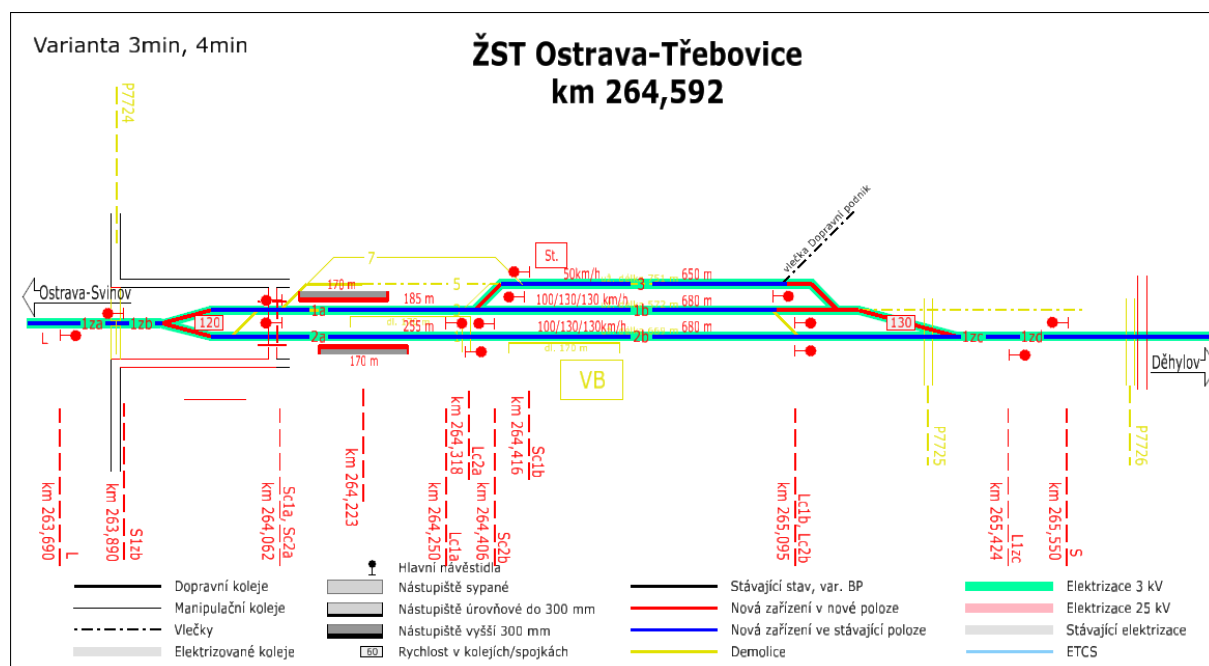 Varianta 3min, 4min
ŽST Ostrava-Třebovice
km 264,592
P7724
vlečka Dopravní podnik
7
St.
170 m
5
50km/h
3
650 m
Ostrava-Svinov
185 m
100/130/130 km/h
680 m
1a
1b
1za
1zb
120
130
L
255 m
100/130/130km/h
680 m
2a
2b
1zc
1zd
170 m
dl. 170 m
VB
Děhylov
P7725
P7726
km 263,690
L
km 263,890
S1zb
km 264,062
Sc1a, Sc2a
km 264,223
km 264,250
Lc1a
km 264,318
Lc2a
km 264,406
Sc2b
km 264,416
Sc1b
km 265,095
Lc1b, Lc2b
km 265,424
L1zc
km 265,550
S
Dopravní koleje
Manipulační koleje
Vlečky
Elektrizované koleje
Hlavní návěstidla
Nástupiště sypané
Nástupiště úrovňové do 300 mm
Nástupiště vyšší 300 mm
60
Rychlost v kolejích/spojkách
Stávající stav, var. BP
Nová zařízení v nové poloze
Nová zařízení ve stávající poloze
Demolice
Elektrizace 3 kV
Elektrizace 25 kV
Stávající elektrizace
ETCS